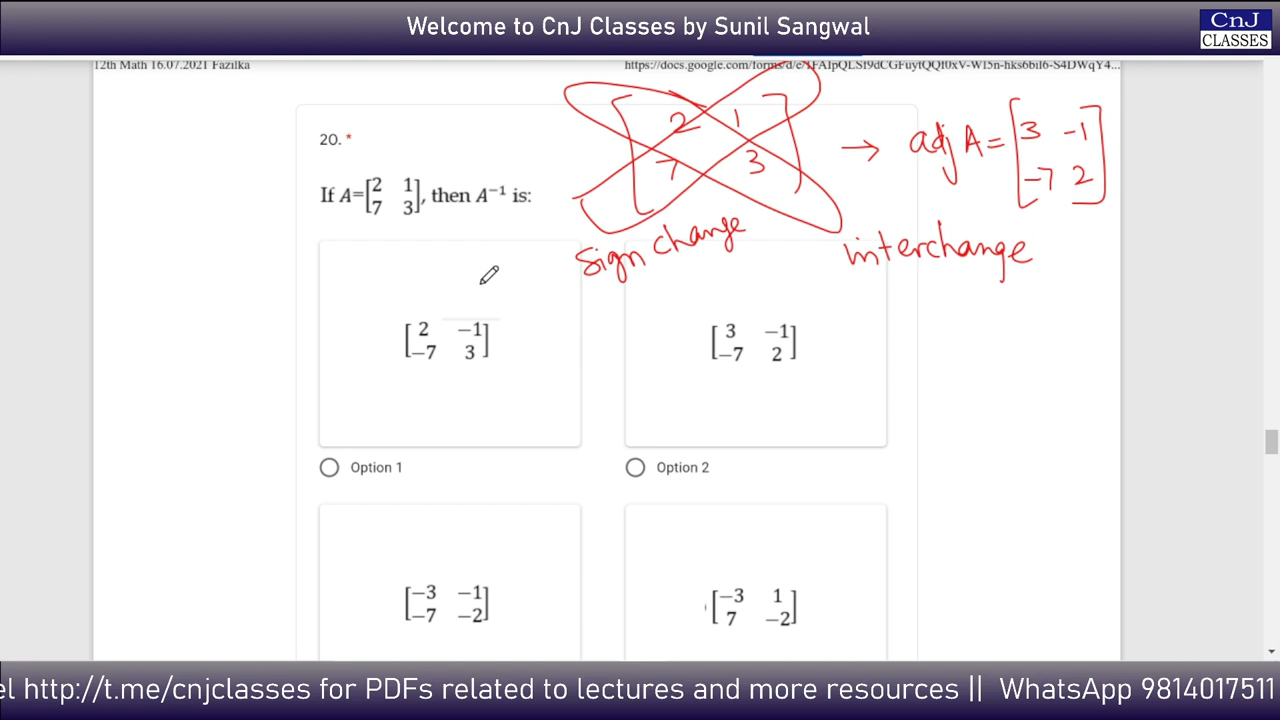 Welcome to CnJ Classes by Sunil Sangwal
CnJ
CLASSES
12th Math 16.07.2021 Fazilka
20. *
If A=[2 1
7 3], then A⁻¹ is:
[2 1
7 3] → adj A = [3 -1
-7 2]
Sign change
interchange
[2 −1
−7 3]
[3 −1
−7 2]
Option 1
Option 2
[−3 −1
−7 −2]
[−3 1
7 −2]
el http://t.me/cnjclasses for PDFs related to lectures and more resources || WhatsApp 9814017511